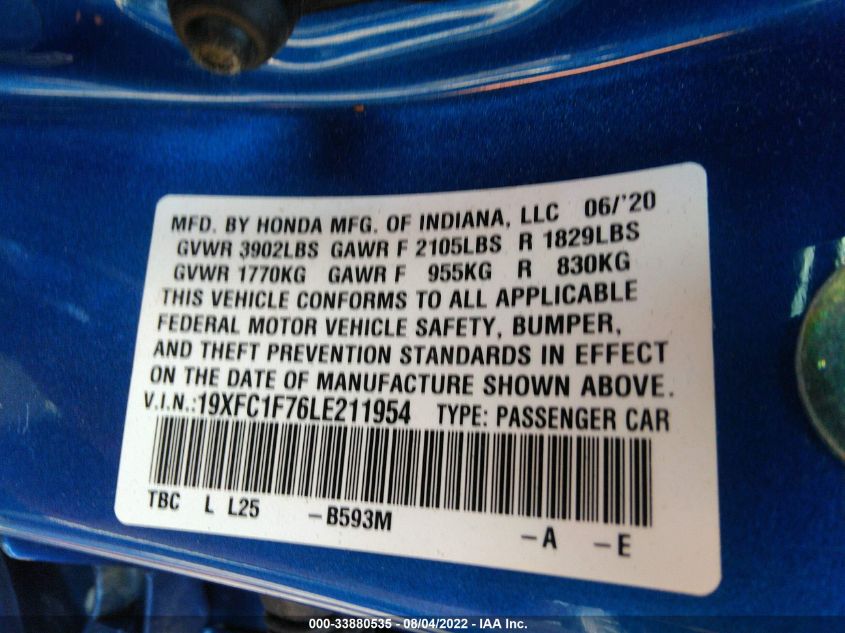 MFD. BY HONDA MFG. OF INDIANA, LLC 06/'20
GVWR 3902LBS GAWR F 2105LBS R 1829LBS
GVWR 1770KG GAWR F 955KG R 830KG
THIS VEHICLE CONFORMS TO ALL APPLICABLE
FEDERAL MOTOR VEHICLE SAFETY, BUMPER,
AND THEFT PREVENTION STANDARDS IN EFFECT
ON THE DATE OF MANUFACTURE SHOWN ABOVE.
V.I.N.:19XFC1F76LE211954 TYPE: PASSENGER CAR
TBC L L25 -B593M -A -E
000-33880535 - 08/04/2022 - IAA Inc.